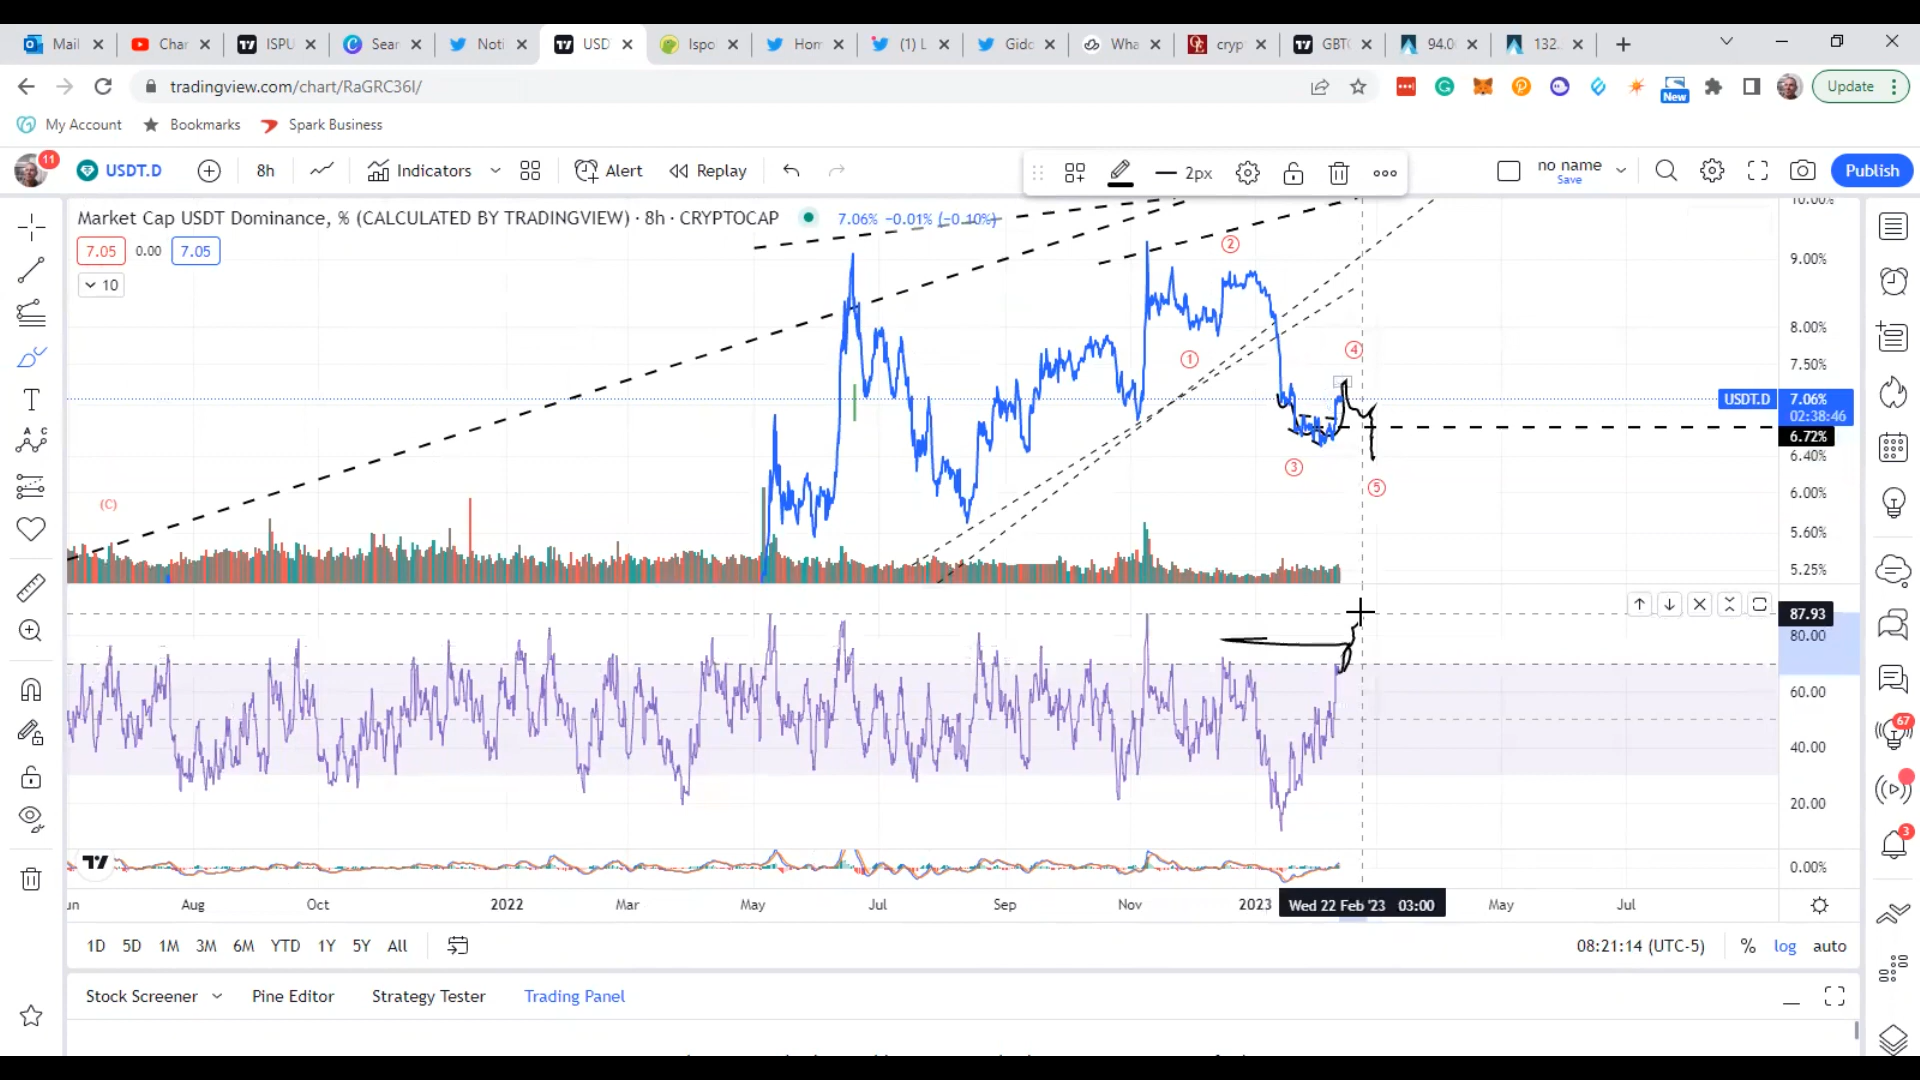 Mail Char ISPU Sear Noti USD Ispo Hom (1) L Gidc Wha cryp GBTC 94.0 132.
tradingview.com/chart/RaGRC36I/ New Update
My Account Bookmarks Spark Business
11 USDT.D 8h Indicators Alert Replay 2px no name Save Publish
Market Cap USDT Dominance, % (CALCULATED BY TRADINGVIEW) · 8h · CRYPTOCAP 7.06% −0.01% (−0.10%)
7.05 0.00 7.05
10
10.00%
9.00%
8.00%
7.50%
USDT.D 7.06%
02:38:46
6.72%
6.40%
6.00%
5.60%
5.25%
(C)
1
2
3
4
5
87.93
80.00
60.00
40.00
20.00
0.00%
un Aug Oct 2022 Mar May Jul Sep Nov 2023 Wed 22 Feb '23 03:00 May Jul
1D 5D 1M 3M 6M YTD 1Y 5Y All 08:21:14 (UTC-5) % log auto
Stock Screener Pine Editor Strategy Tester Trading Panel
67
3